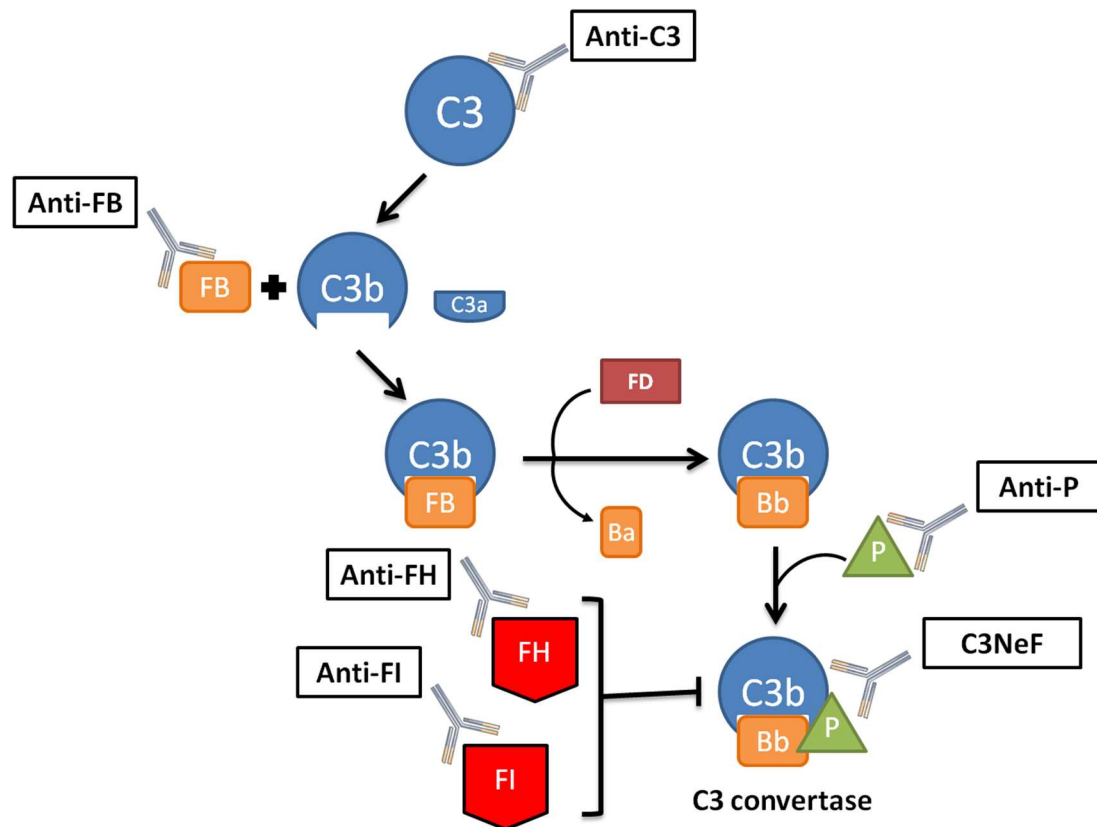 Anti-C3
C3
Anti-FB
FB
C3b
C3a
FD
C3b
FB
C3b
Bb
Ba
Anti-P
P
Anti-FH
FH
Anti-FI
FI
C3NeF
C3b
Bb
P
C3 convertase